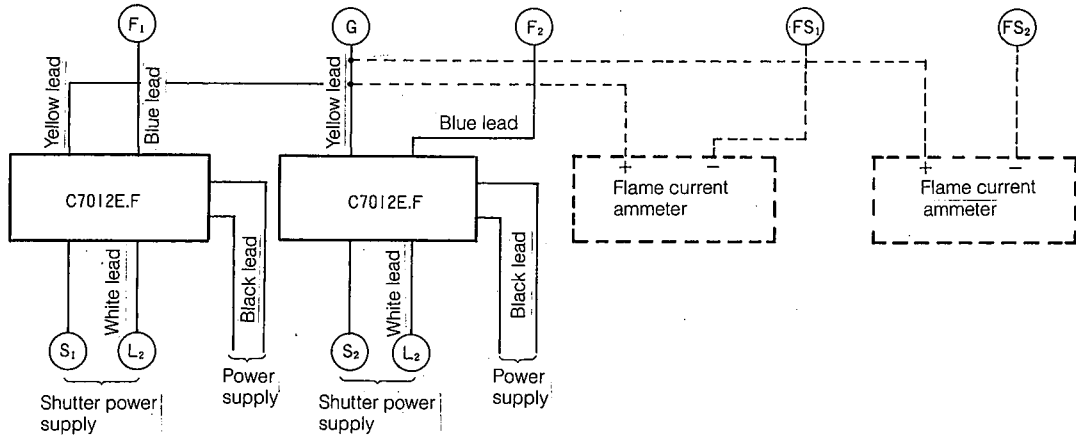 F1
G
F2
FS1
FS2
Yellow lead
Blue lead
Yellow lead
Blue lead
C7012E.F
C7012E.F
+
−
Flame current
ammeter
+
−
Flame current
ammeter
White lead
Black lead
White lead
Black lead
S1
L2
S2
L2
Power
supply
Power
supply
Shutter power
supply
Shutter power
supply